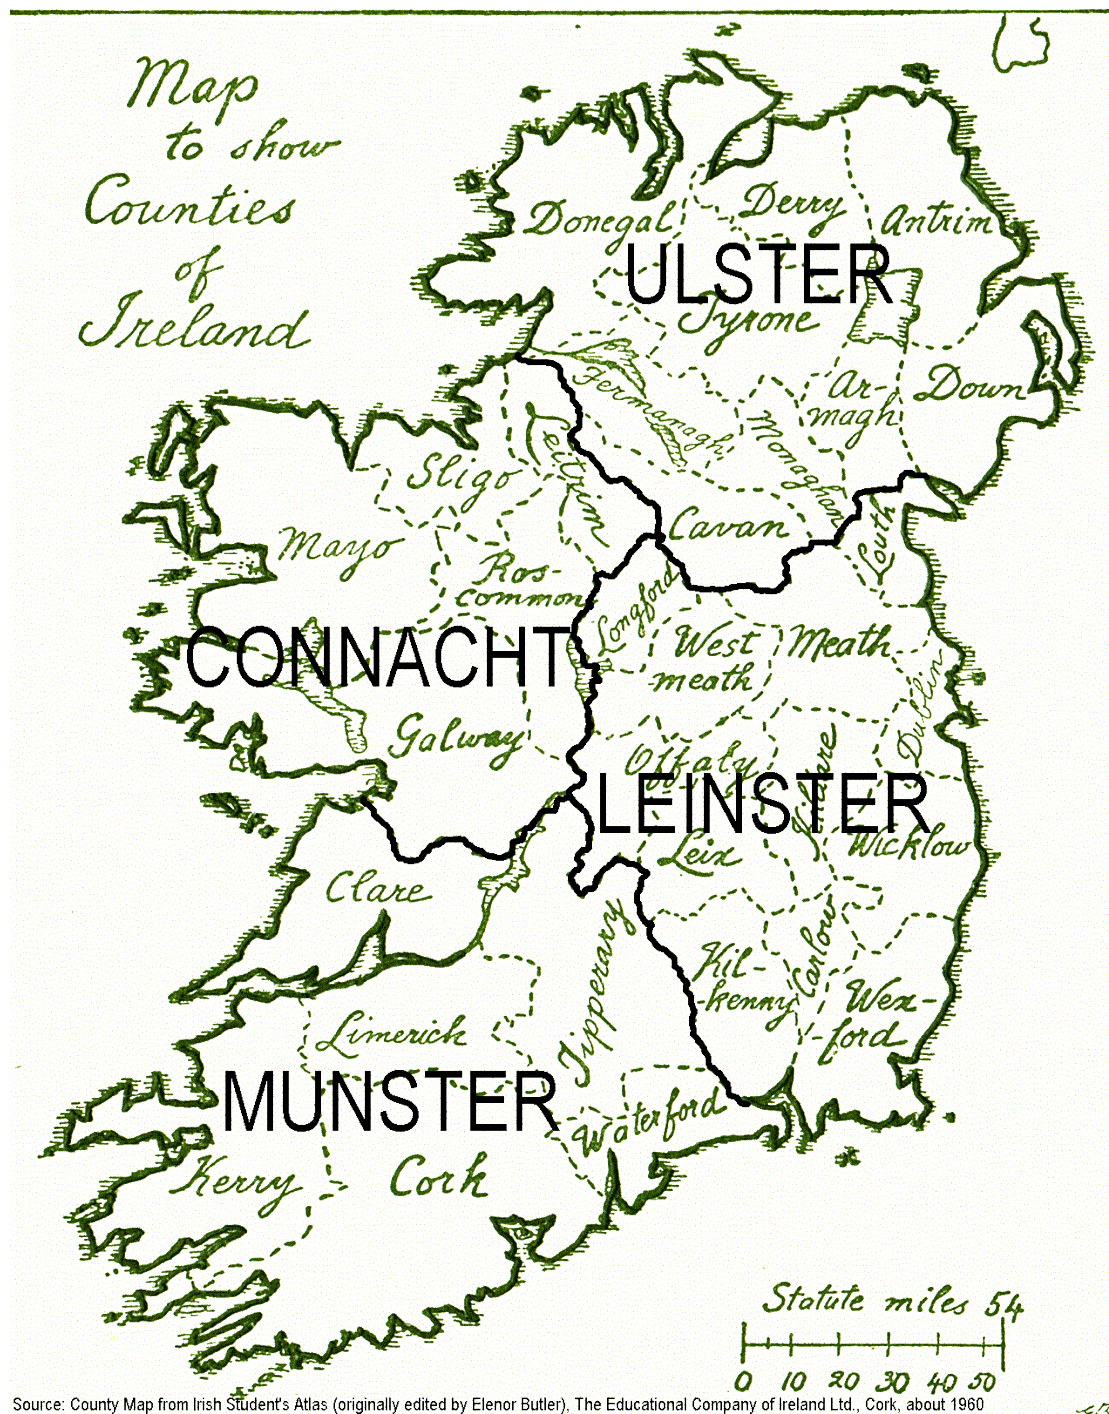 Map
to show
Counties
of
Ireland
Donegal
Derry
Antrim
ULSTER
Tyrone
Fermanagh
Ar-
magh
Down
Monaghan
Cavan
Leitrim
Sligo
Mayo
Ros-
common
Louth
Longford
CONNACHT
West
meath
Meath
Dublin
Galway
Offaly
Kildare
LEINSTER
Leix
Wicklow
Clare
Tipperary
Kil-
-kenny
Carlow
Wex-
-ford
Limerick
MUNSTER
Waterford
Kerry
Cork
Statute miles 54
0 10 20 30 40 50
Source: County Map from Irish Student's Atlas (originally edited by Elenor Butler), The Educational Company of Ireland Ltd., Cork, about 1960